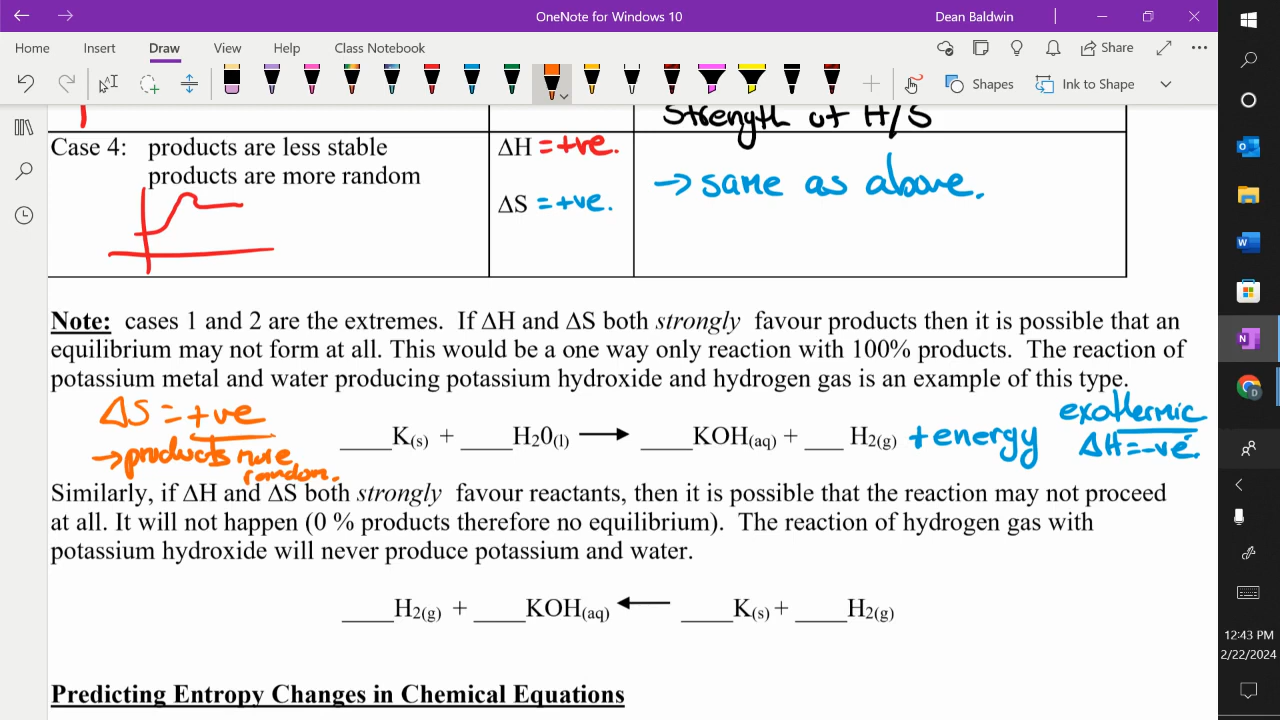 OneNote for Windows 10
Dean Baldwin
Home Insert Draw View Help Class Notebook
Share
Shapes
Ink to Shape
Strength of H/S
Case 4: products are less stable
products are more random
ΔH = +ve.
ΔS = +ve.
→ same as above.
Note: cases 1 and 2 are the extremes. If ΔH and ΔS both strongly favour products then it is possible that an
equilibrium may not form at all. This would be a one way only reaction with 100% products. The reaction of
potassium metal and water producing potassium hydroxide and hydrogen gas is an example of this type.
ΔS = +ve
→ products more
random.
____K(s) + ____H20(l) → ____KOH(aq) + ___ H2(g) + energy
exothermic
ΔH = -ve.
Similarly, if ΔH and ΔS both strongly favour reactants, then it is possible that the reaction may not proceed
at all. It will not happen (0 % products therefore no equilibrium). The reaction of hydrogen gas with
potassium hydroxide will never produce potassium and water.
____H2(g) + ____KOH(aq) ← ____K(s) + ____H2(g)
Predicting Entropy Changes in Chemical Equations
12:43 PM
2/22/2024